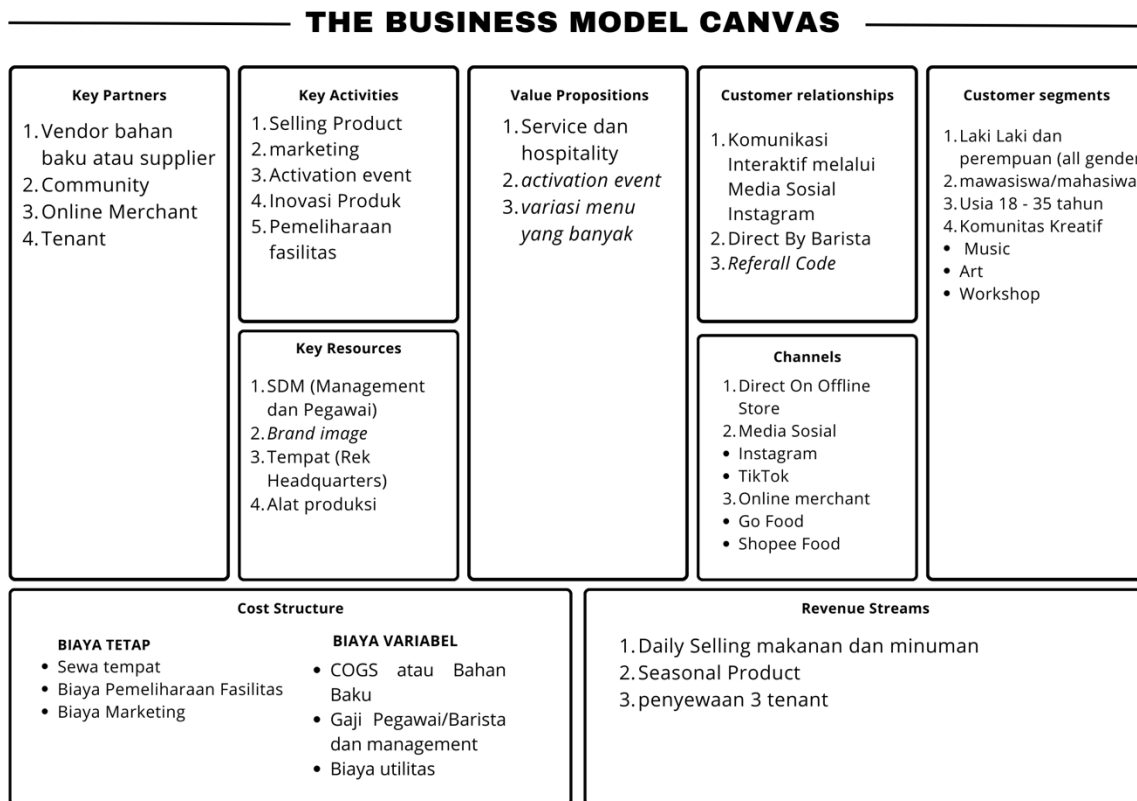 THE BUSINESS MODEL CANVAS
Key Partners
1. Vendor bahan
baku atau supplier
2. Community
3. Online Merchant
4. Tenant
Key Activities
1. Selling Product
2. marketing
3. Activation event
4. Inovasi Produk
5. Pemeliharaan
fasilitas
Key Resources
1. SDM (Management
dan Pegawai)
2. Brand image
3. Tempat (Rek
Headquarters)
4. Alat produksi
Value Propositions
1. Service dan
hospitality
2. activation event
3. variasi menu
yang banyak
Customer relationships
1. Komunikasi
Interaktif melalui
Media Sosial
Instagram
2. Direct By Barista
3. Referall Code
Channels
1. Direct On Offline
Store
2. Media Sosial
• Instagram
• TikTok
3. Online merchant
• Go Food
• Shopee Food
Customer segments
1. Laki Laki dan
perempuan (all gender
2. mawasiswa/mahasiwa
3. Usia 18 - 35 tahun
4. Komunitas Kreatif
• Music
• Art
• Workshop
Cost Structure
BIAYA TETAP
• Sewa tempat
• Biaya Pemeliharaan Fasilitas
• Biaya Marketing
BIAYA VARIABEL
• COGS atau Bahan
Baku
• Gaji Pegawai/Barista
dan management
• Biaya utilitas
Revenue Streams
1. Daily Selling makanan dan minuman
2. Seasonal Product
3. penyewaan 3 tenant